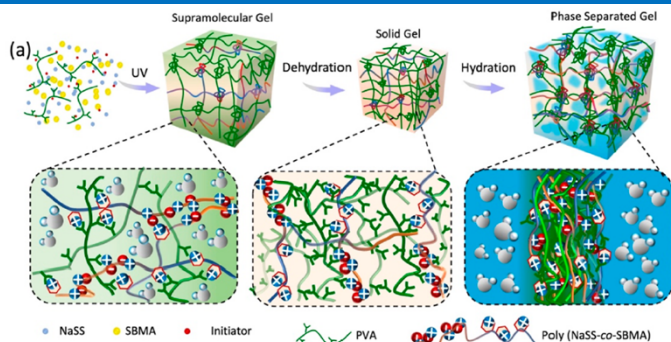 Supramolecular Gel
Phase Separated Gel
Solid Gel
(a)
UV
Dehydration
Hydration
NaSS
SBMA
Initiator
PVA
Poly (NaSS-co-SBMA)